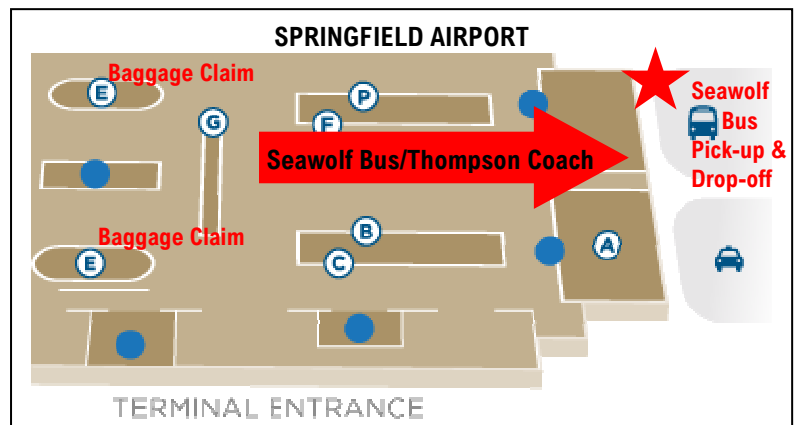 SPRINGFIELD AIRPORT
Baggage Claim
E
P
G
F
Seawolf Bus/Thompson Coach
Seawolf
Bus
Pick-up &
Drop-off
Baggage Claim
E
B
C
A
TERMINAL ENTRANCE